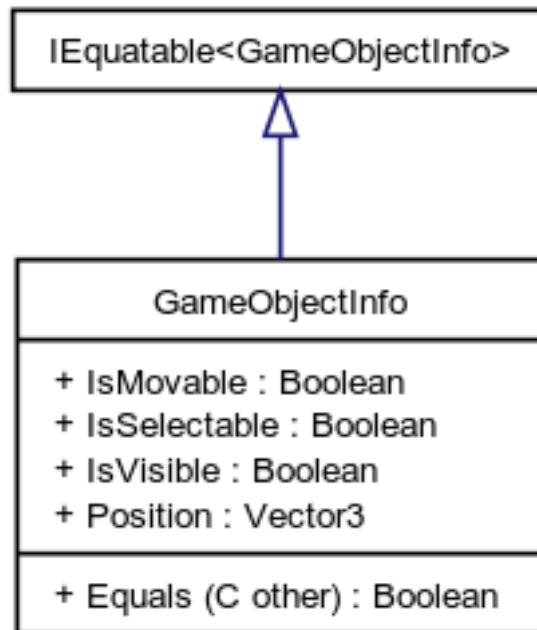 IEquatable<GameObjectInfo>
GameObjectInfo
+ IsMovable : Boolean
+ IsSelectable : Boolean
+ IsVisible : Boolean
+ Position : Vector3
+ Equals (C other) : Boolean